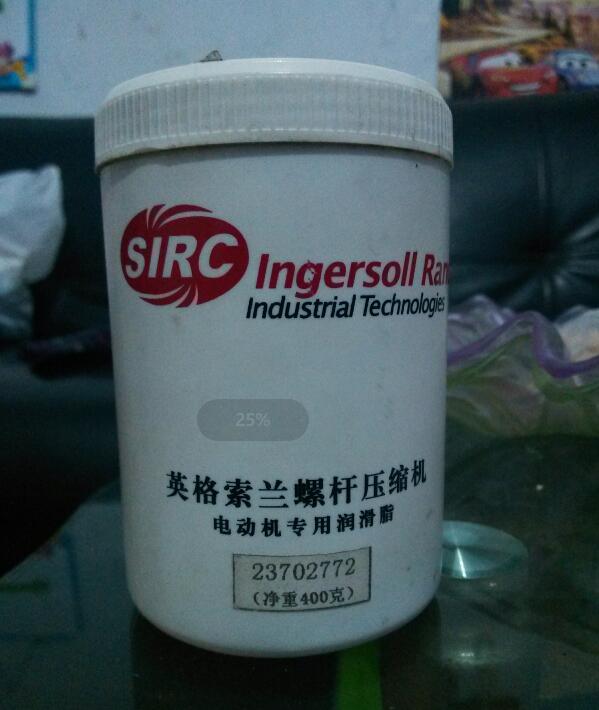 SIRC
Ingersoll Ran
Industrial Technologies
25%
英格索兰螺杆压缩机
电动机专用润滑脂
23702772
(净重400克)